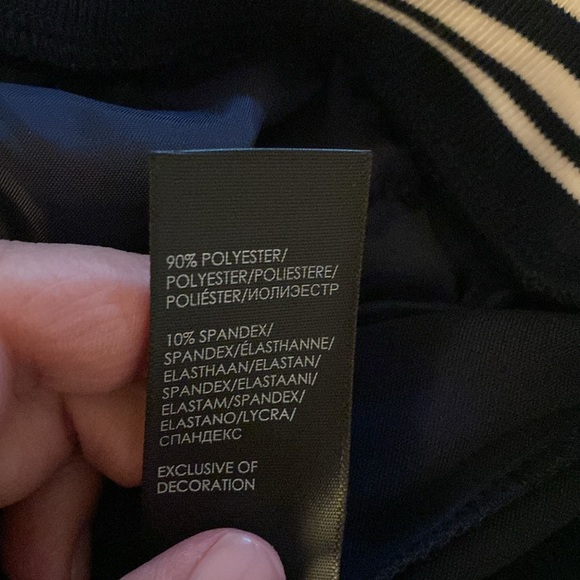 90% POLYESTER/
POLYESTER/POLIESTERE/
POLIÉSTER/ИОЛИЭЕСТР
10% SPANDEX/
SPANDEX/ÉLASTHANNE/
ELASTHAAN/ELASTAN/
SPANDEX/ELASTAANI/
ELASTAM/SPANDEX/
ELASTANO/LYCRA/
СПАНДЕКС
EXCLUSIVE OF
DECORATION